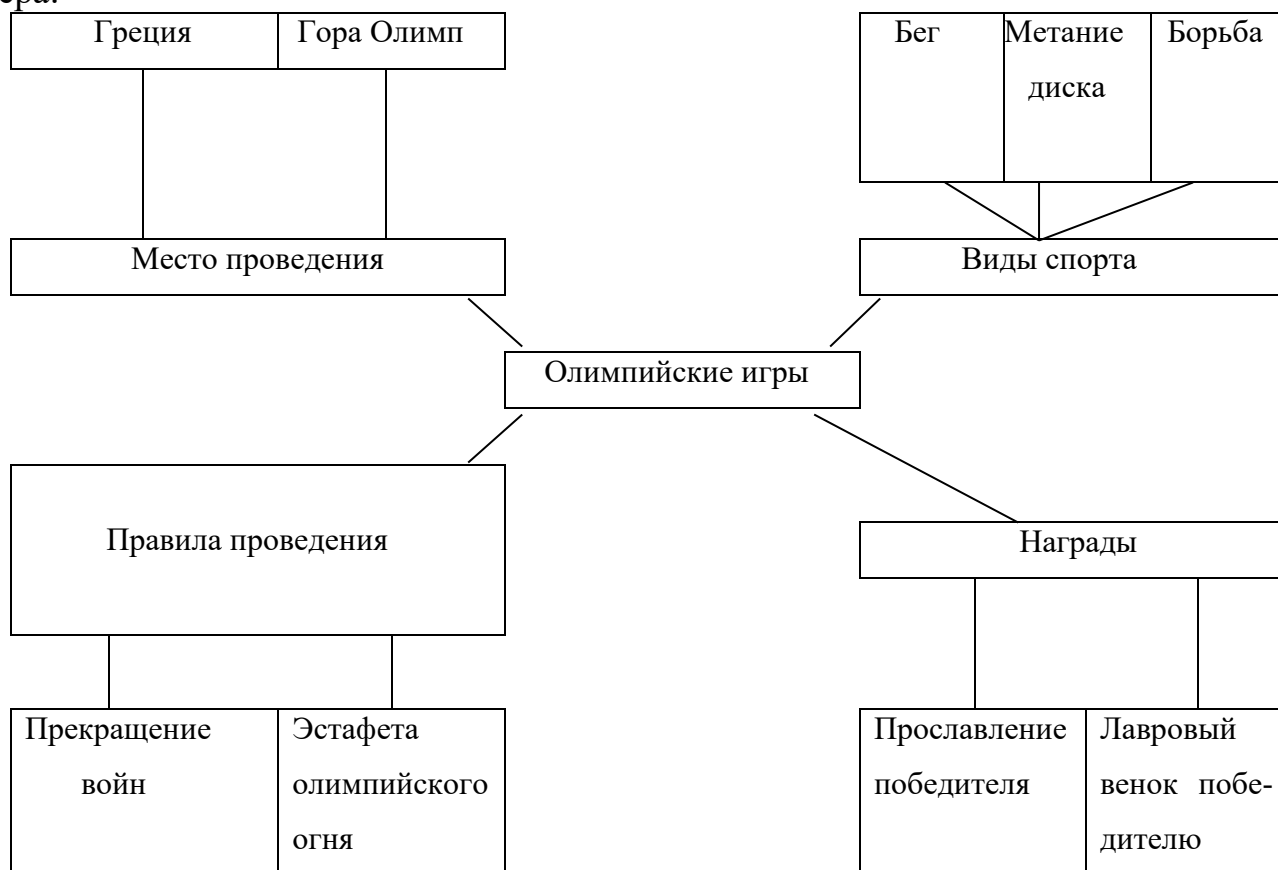 Греция
Гора Олимп
Бег
Метание
диска
Борьба
Место проведения
Виды спорта
Олимпийские игры
Правила проведения
Награды
Прекращение
войн
Эстафета
олимпийского
огня
Прославление
победителя
Лавровый
венок побе-
дителю